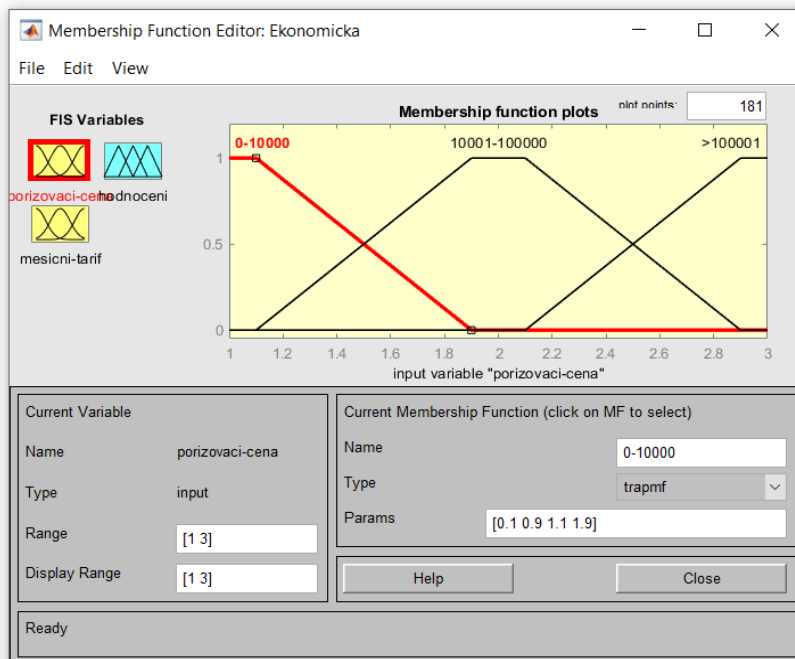 Membership Function Editor: Ekonomicka
File Edit View
FIS Variables
porizovaci-cena
hodnoceni
mesicni-tarif
Membership function plots
plot points:
181
0-10000
10001-100000
>100001
1
0.5
0
1 1.2 1.4 1.6 1.8 2 2.2 2.4 2.6 2.8 3
input variable "porizovaci-cena"
Current Variable
Name porizovaci-cena
Type input
Range [1 3]
Display Range [1 3]
Current Membership Function (click on MF to select)
Name 0-10000
Type trapmf
Params [0.1 0.9 1.1 1.9]
Help Close
Ready